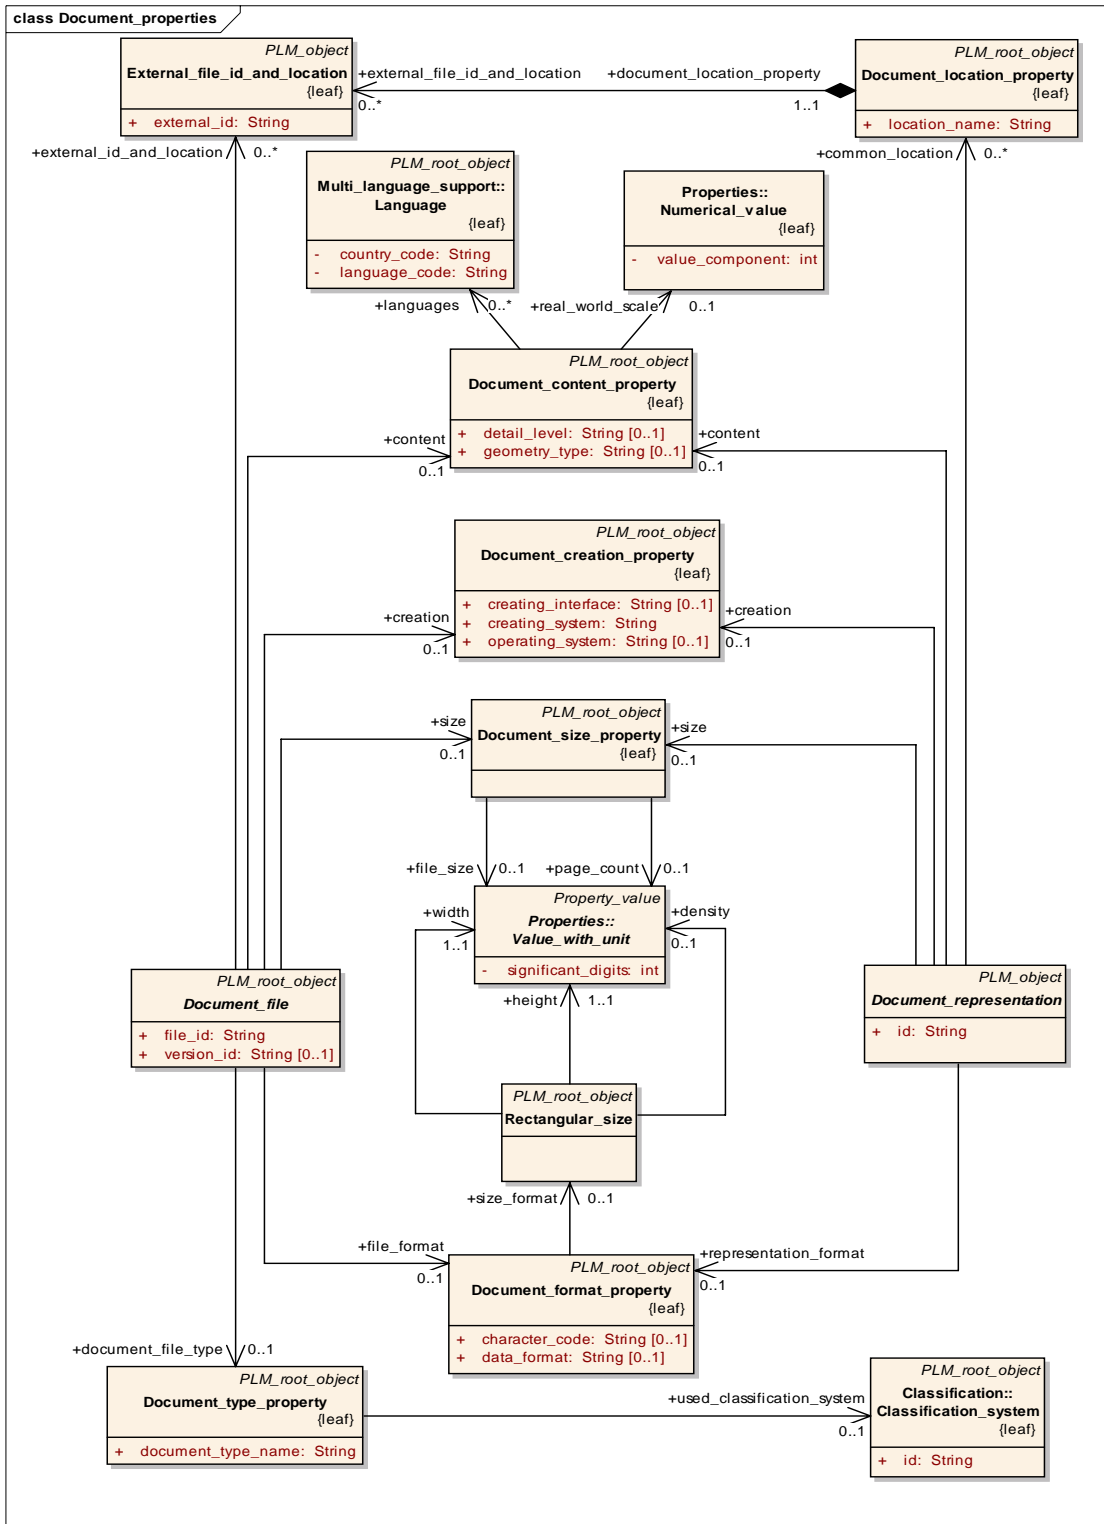 class Document_properties
PLM_object
External_file_id_and_location
{leaf}
+ external_id: String
+external_file_id_and_location
0..*
+document_location_property
1..1
PLM_root_object
Document_location_property
{leaf}
+ location_name: String
+external_id_and_location
0..*
+common_location
0..*
PLM_root_object
Multi_language_support::
Language
{leaf}
- country_code: String
- language_code: String
Properties::
Numerical_value
{leaf}
- value_component: int
+languages
0..*
+real_world_scale
0..1
PLM_root_object
Document_content_property
{leaf}
+ detail_level: String [0..1]
+ geometry_type: String [0..1]
+content
0..1
+content
0..1
PLM_root_object
Document_creation_property
{leaf}
+ creating_interface: String [0..1]
+ creating_system: String
+ operating_system: String [0..1]
+creation
0..1
+creation
0..1
PLM_root_object
Document_size_property
{leaf}
+size
0..1
+size
0..1
+file_size
0..1
+page_count
0..1
Property_value
Properties::
Value_with_unit
- significant_digits: int
+width
1..1
+density
0..1
+height
1..1
PLM_root_object
Document_file
+ file_id: String
+ version_id: String [0..1]
PLM_object
Document_representation
+ id: String
PLM_root_object
Rectangular_size
+size_format
0..1
+file_format
0..1
+representation_format
0..1
PLM_root_object
Document_format_property
{leaf}
+ character_code: String [0..1]
+ data_format: String [0..1]
+document_file_type
0..1
PLM_root_object
Document_type_property
{leaf}
+ document_type_name: String
+used_classification_system
0..1
PLM_root_object
Classification::
Classification_system
{leaf}
+ id: String